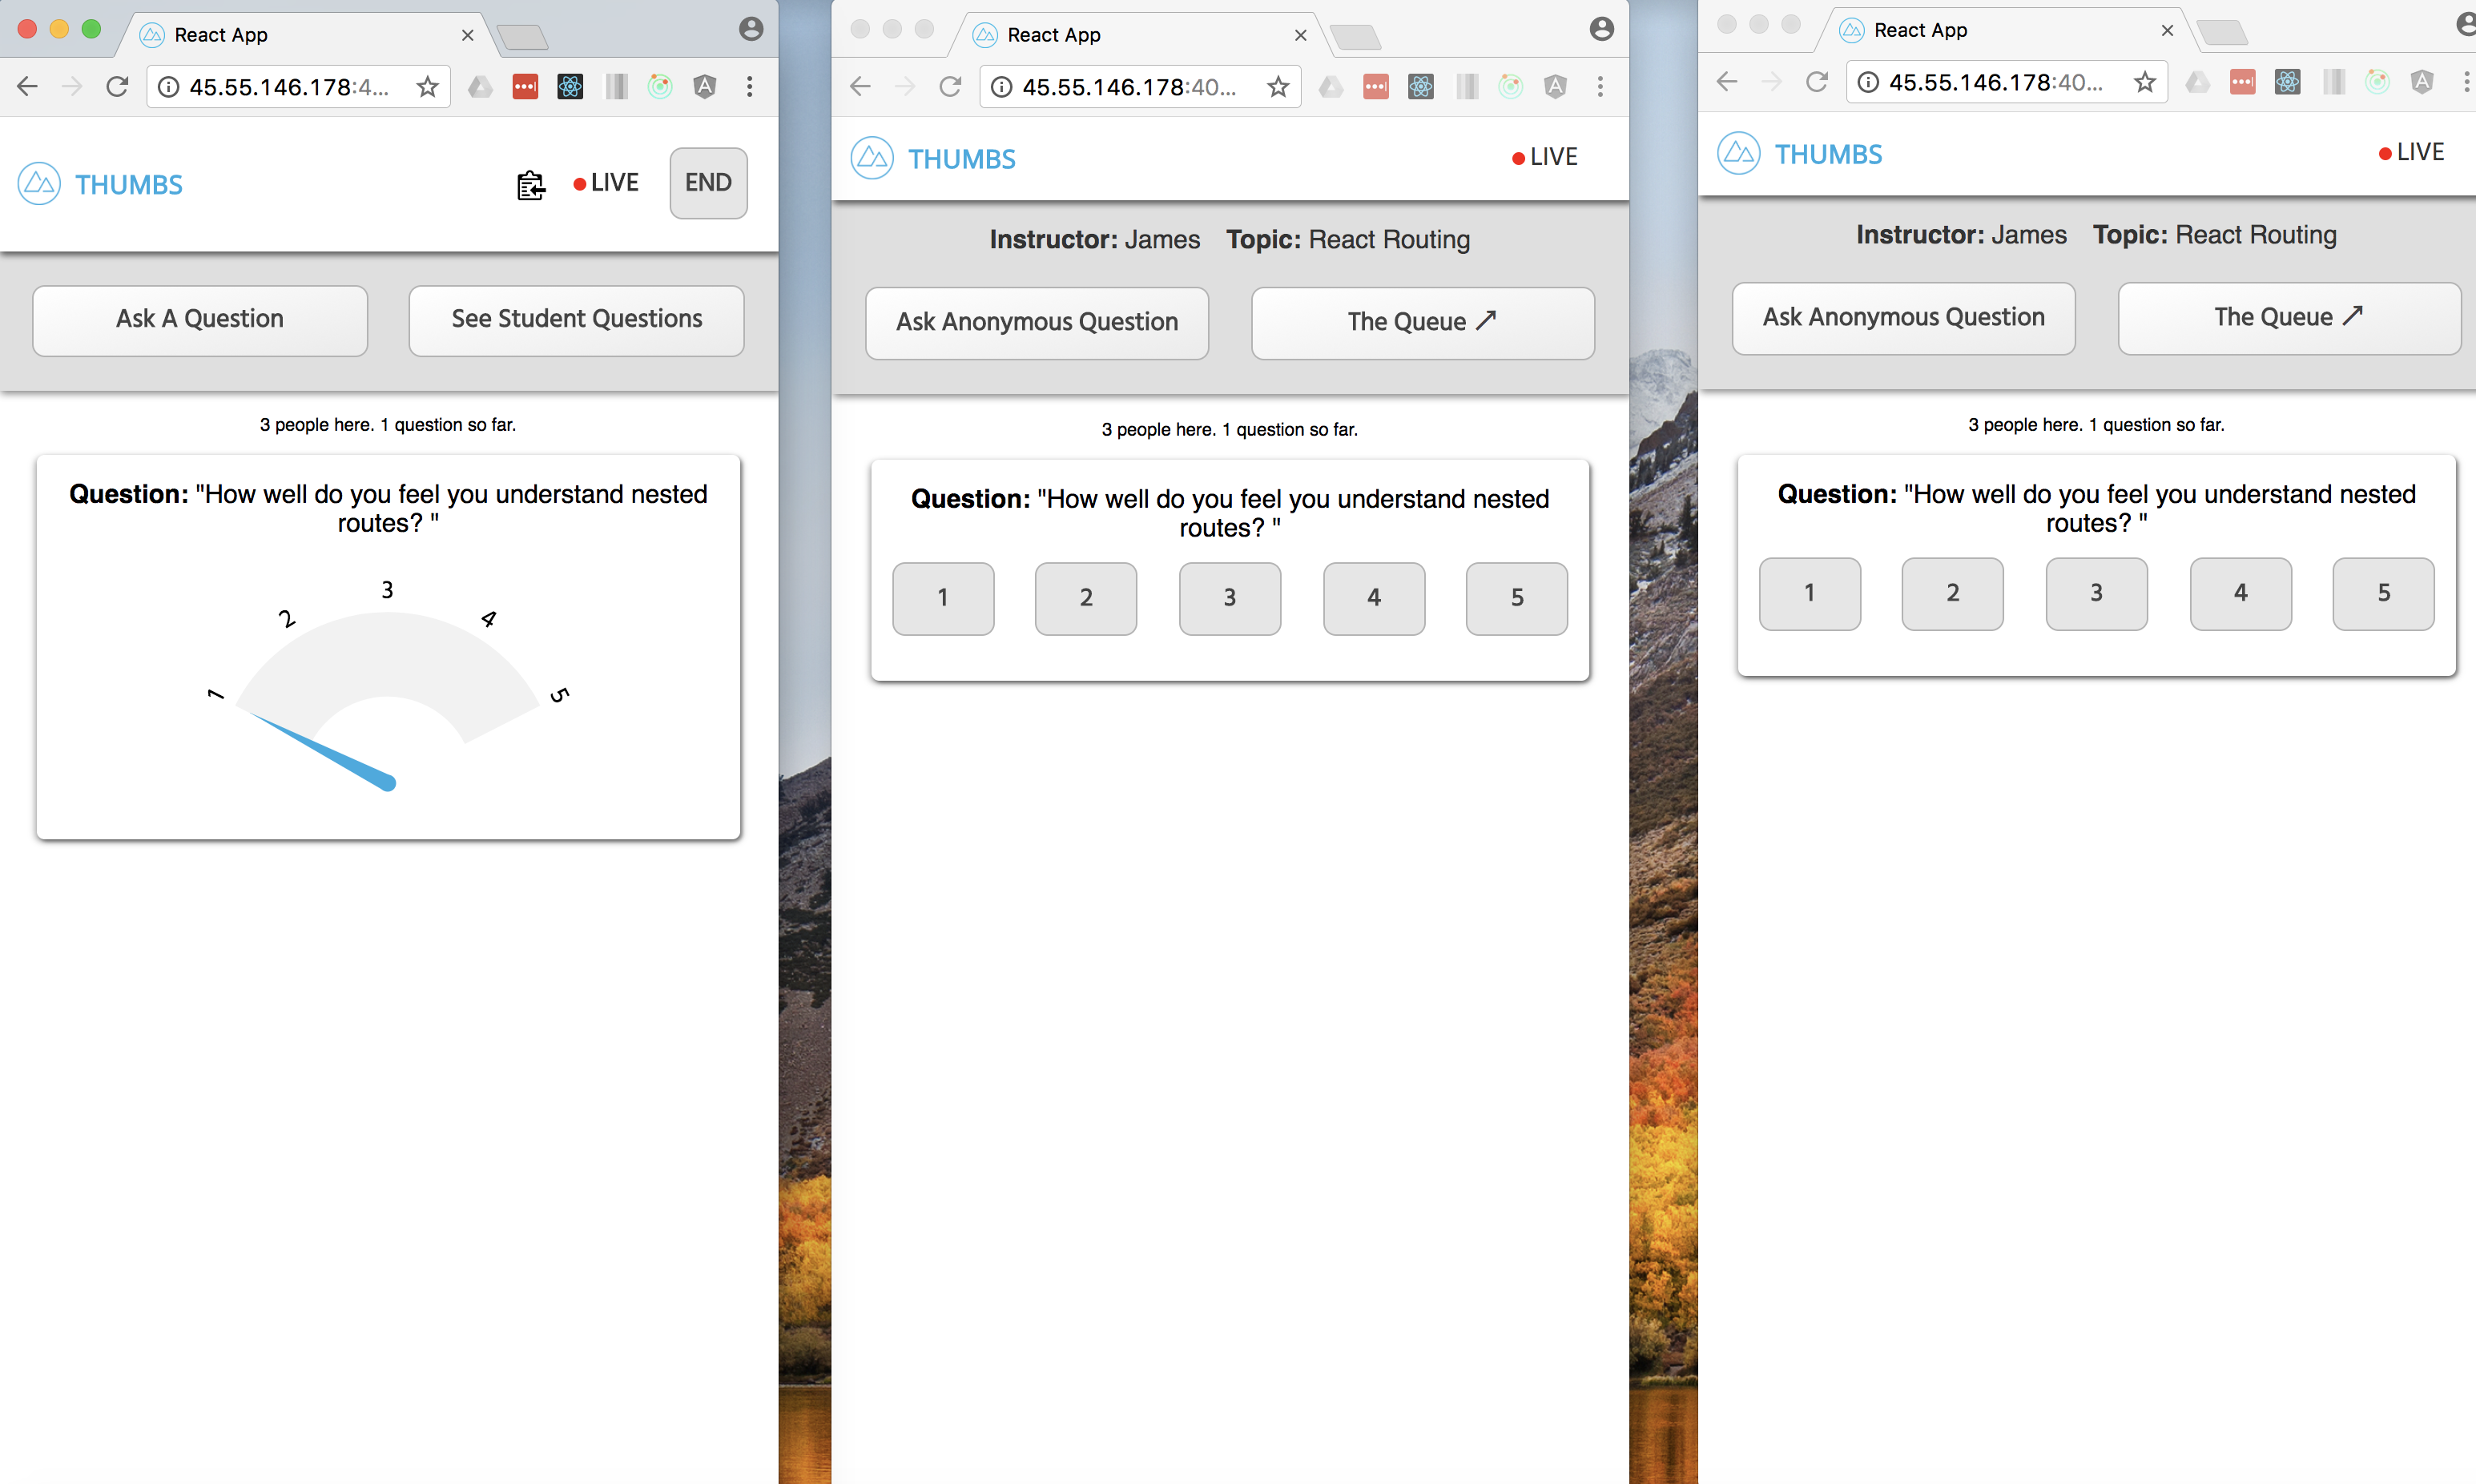 React App
45.55.146.178:4...
THUMBS
LIVE
END
Ask A Question
See Student Questions
3 people here. 1 question so far.
Question: "How well do you feel you understand nested
routes? "
1
2
3
4
5
React App
45.55.146.178:40...
THUMBS
LIVE
Instructor: James Topic: React Routing
Ask Anonymous Question
The Queue ↗
3 people here. 1 question so far.
Question: "How well do you feel you understand nested
routes? "
1 2 3 4 5
React App
45.55.146.178:40...
THUMBS
LIVE
Instructor: James Topic: React Routing
Ask Anonymous Question
The Queue ↗
3 people here. 1 question so far.
Question: "How well do you feel you understand nested
routes? "
1 2 3 4 5